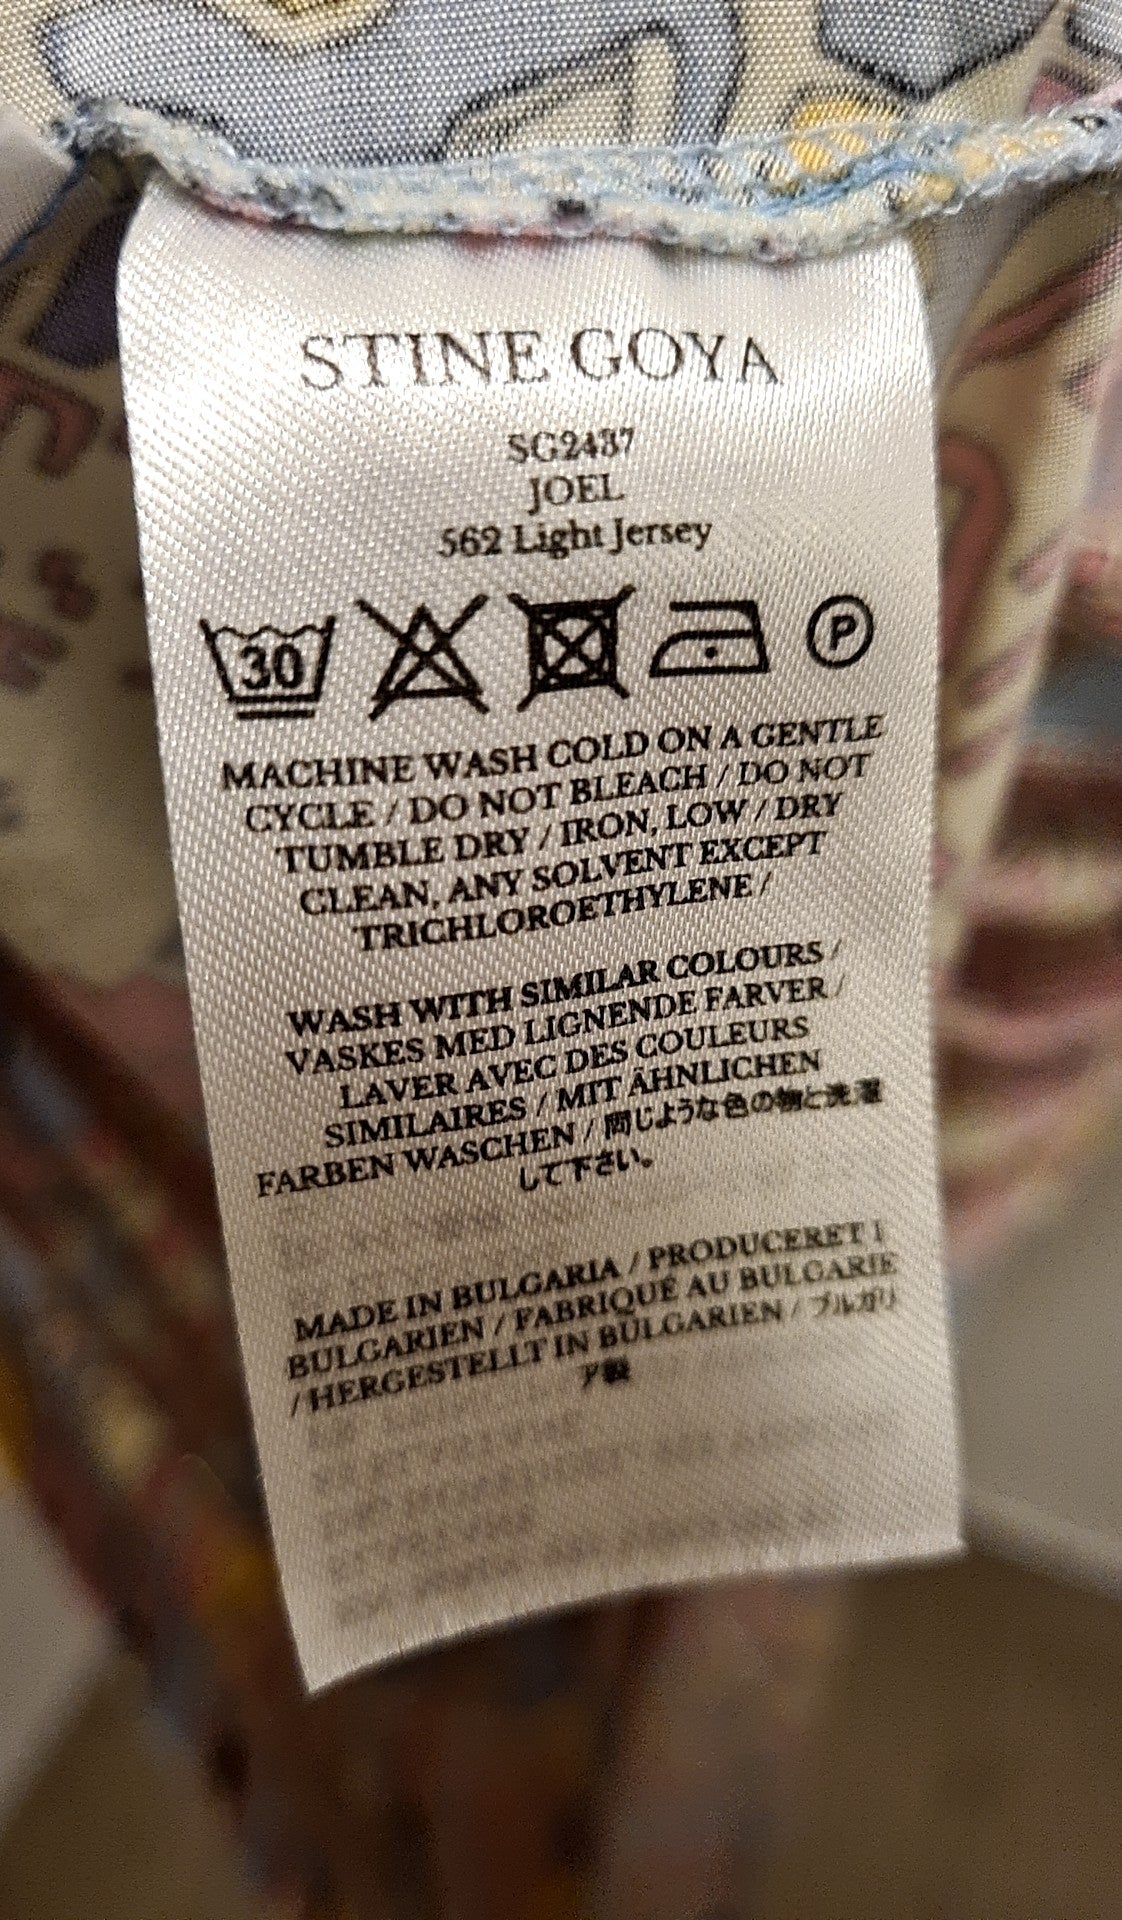 STINE GOYA
SG2437
JOEL
562 Light Jersey
30
P
MACHINE WASH COLD ON A GENTLE
CYCLE / DO NOT BLEACH / DO NOT
TUMBLE DRY / IRON, LOW / DRY
CLEAN, ANY SOLVENT EXCEPT
TRICHLOROETHYLENE /
WASH WITH SIMILAR COLOURS /
VASKES MED LIGNENDE FARVER /
LAVER AVEC DES COULEURS
SIMILAIRES / MIT ÄHNLICHEN
FARBEN WASCHEN / 同じような色の物と洗濯
して下さい。
MADE IN BULGARIA / PRODUCERET I
BULGARIEN / FABRIQUÉ AU BULGARIE
/ HERGESTELLT IN BULGARIEN / ブルガリ
ア製